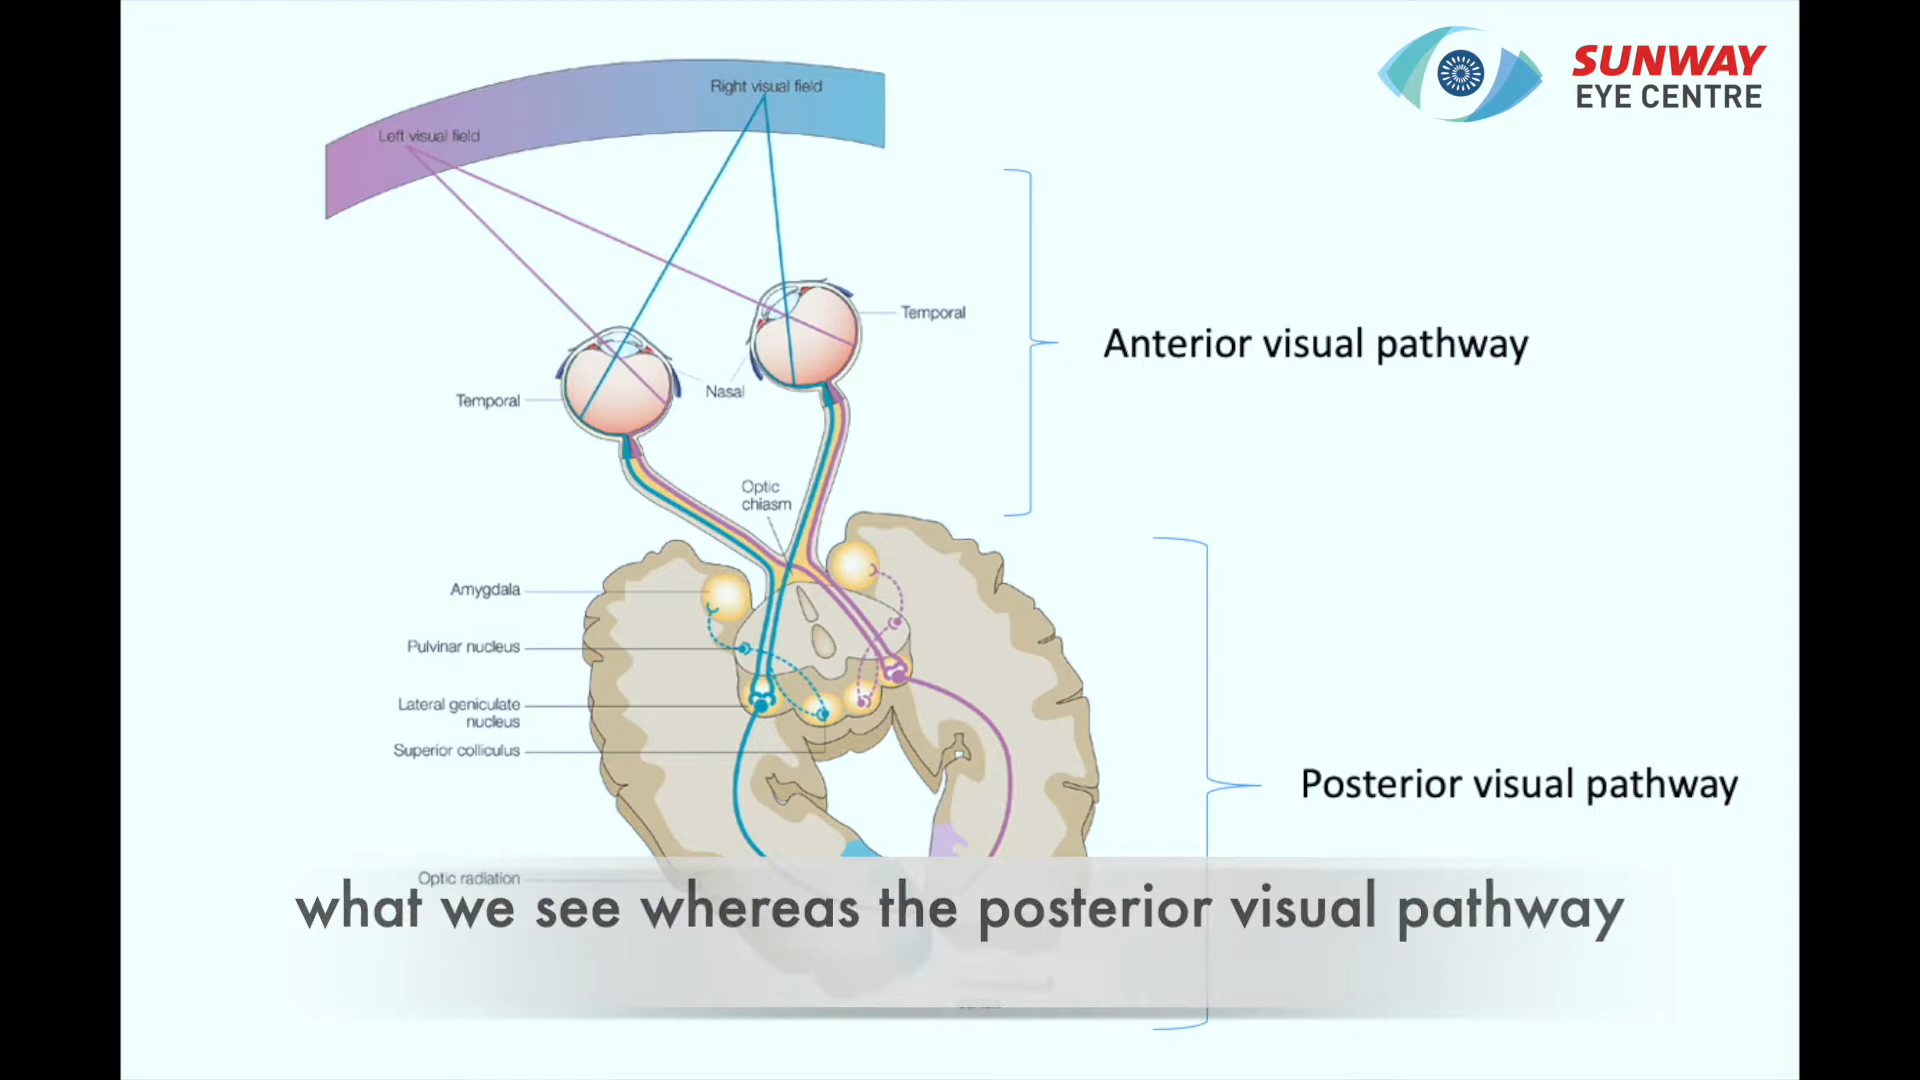 SUNWAY
EYE CENTRE
Right visual field
Left visual field
Temporal
Anterior visual pathway
Nasal
Temporal
Optic
chiasm
Amygdala
Pulvinar nucleus
Lateral geniculate
nucleus
Superior colliculus
Posterior visual pathway
Optic radiation
what we see whereas the posterior visual pathway